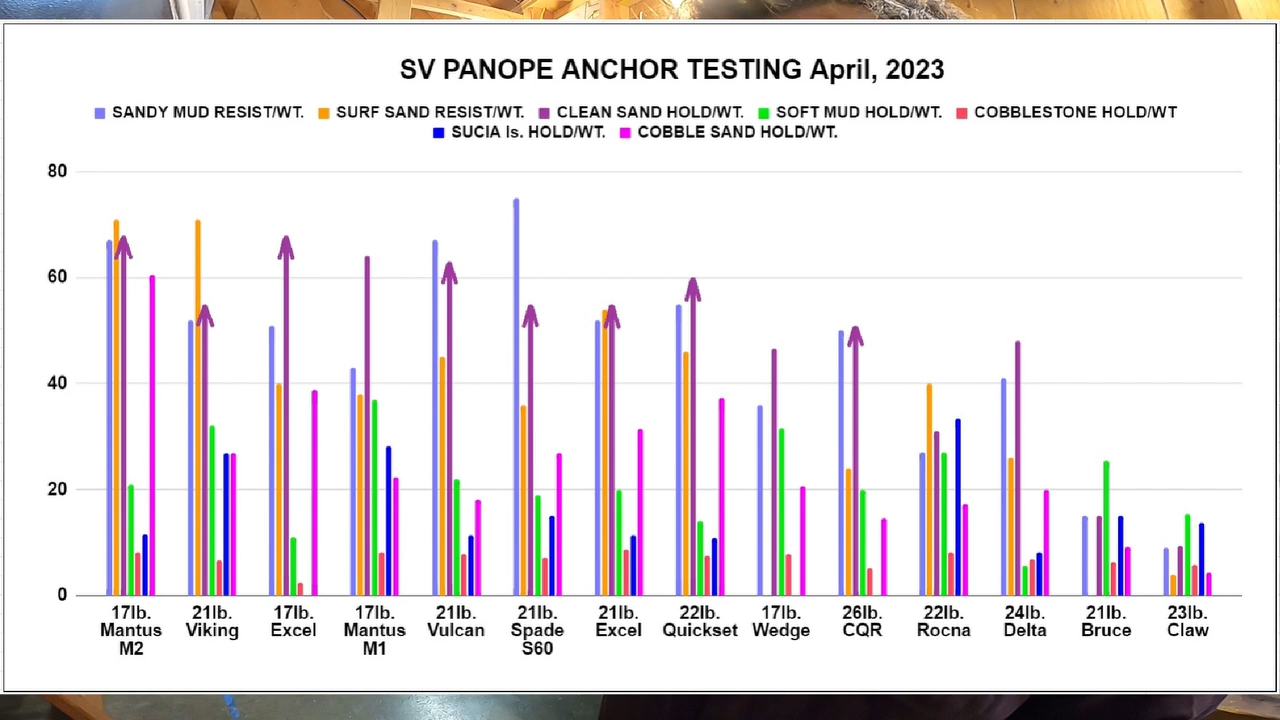 SV PANOPE ANCHOR TESTING April, 2023
SANDY MUD RESIST/WT. SURF SAND RESIST/WT. CLEAN SAND HOLD/WT. SOFT MUD HOLD/WT. COBBLESTONE HOLD/WT
SUCIA Is. HOLD/WT. COBBLE SAND HOLD/WT.
80
60
40
20
0
17lb. Mantus M2
21lb. Viking
17lb. Excel
17lb. Mantus M1
21lb. Vulcan
21lb. Spade S60
21lb. Excel
22lb. Quickset
17lb. Wedge
26lb. CQR
22lb. Rocna
24lb. Delta
21lb. Bruce
23lb. Claw